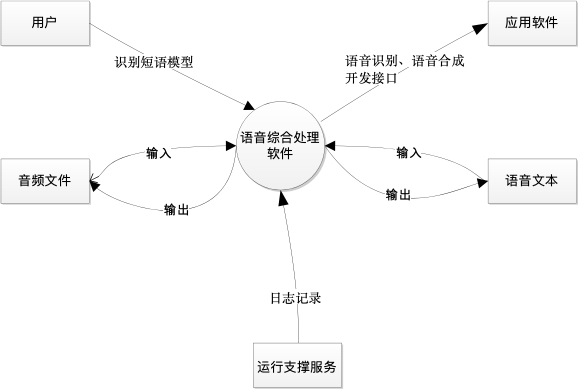 用户
应用软件
识别短语模型
语音识别、语音合成
开发接口
语音综合处理
软件
音频文件
输入
输出
输入
输出
语音文本
日志记录
运行支撑服务